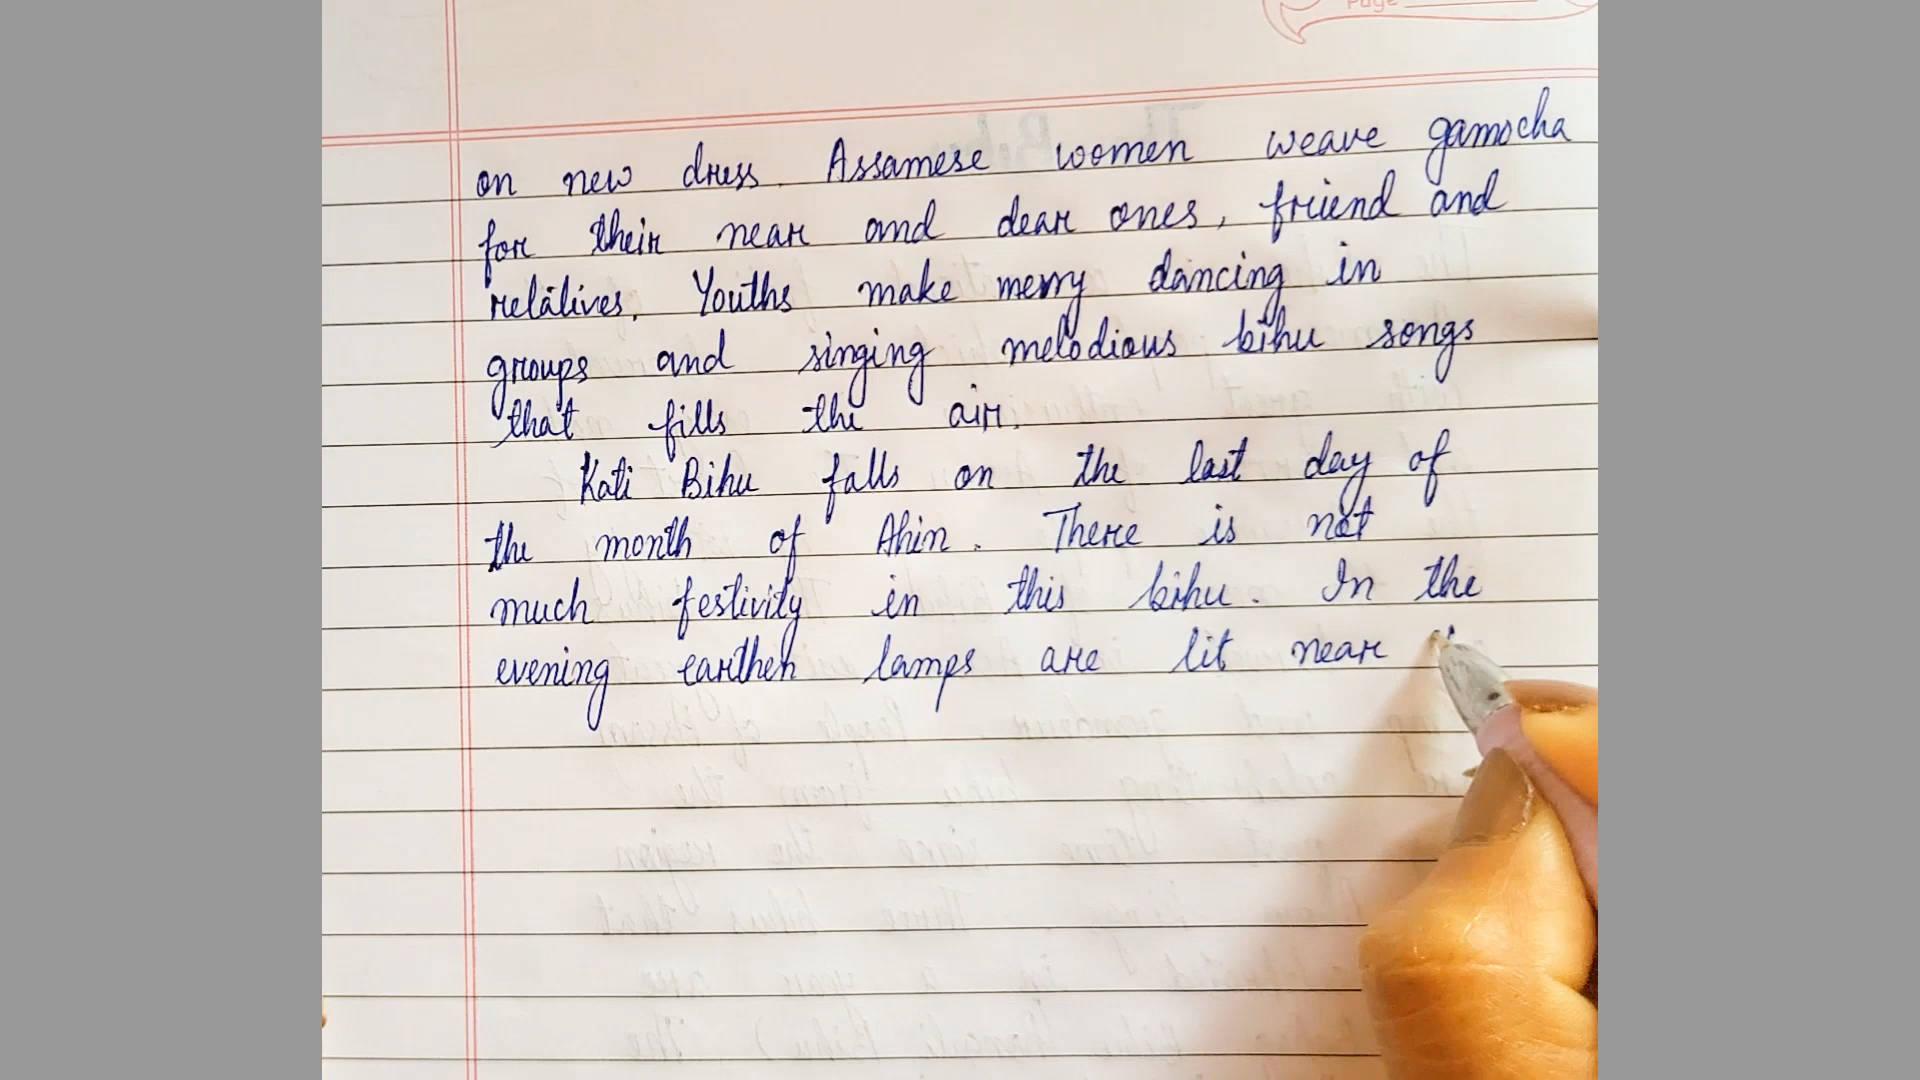 Page
on new dress. Assamese women weave gamocha
for their near and dear ones, friend and
relatives. Youths make merry dancing in
groups and singing melodious bihu songs
that fills the air.
Kati Bihu falls on the last day of
the month of Ahin. There is not
much festivity in this bihu. In the
evening earthen lamps are lit near